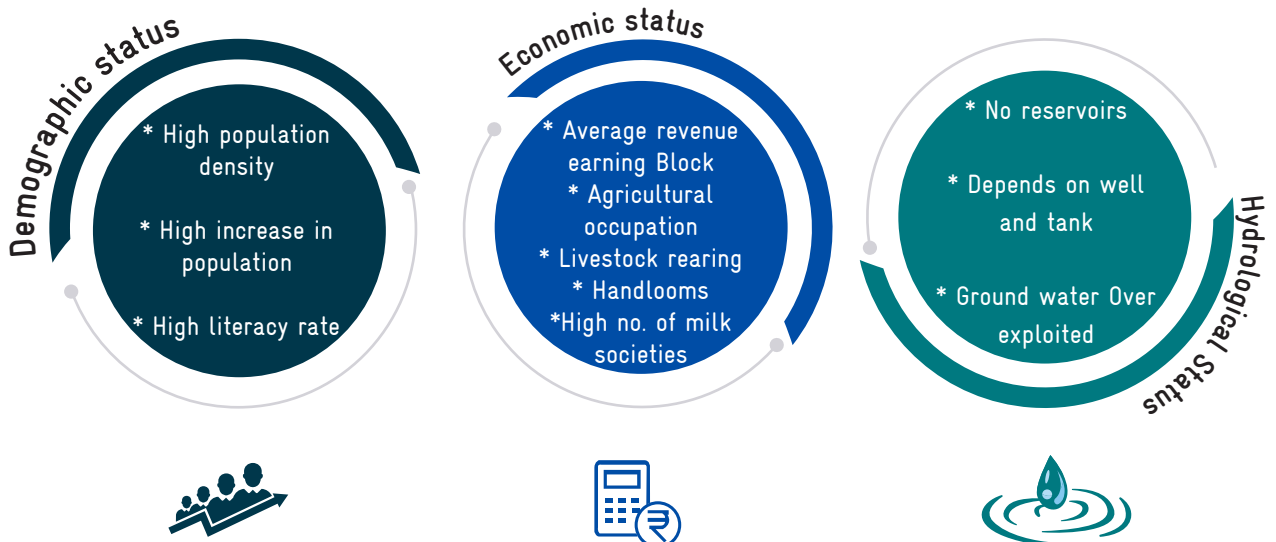 Demographic status
* High population
density
* High increase in
population
* High literacy rate
Economic status
* Average revenue
earning Block
* Agricultural
occupation
* Livestock rearing
* Handlooms
*High no. of milk
societies
Hydrological Status
* No reservoirs
* Depends on well
and tank
* Ground water Over
exploited
₹